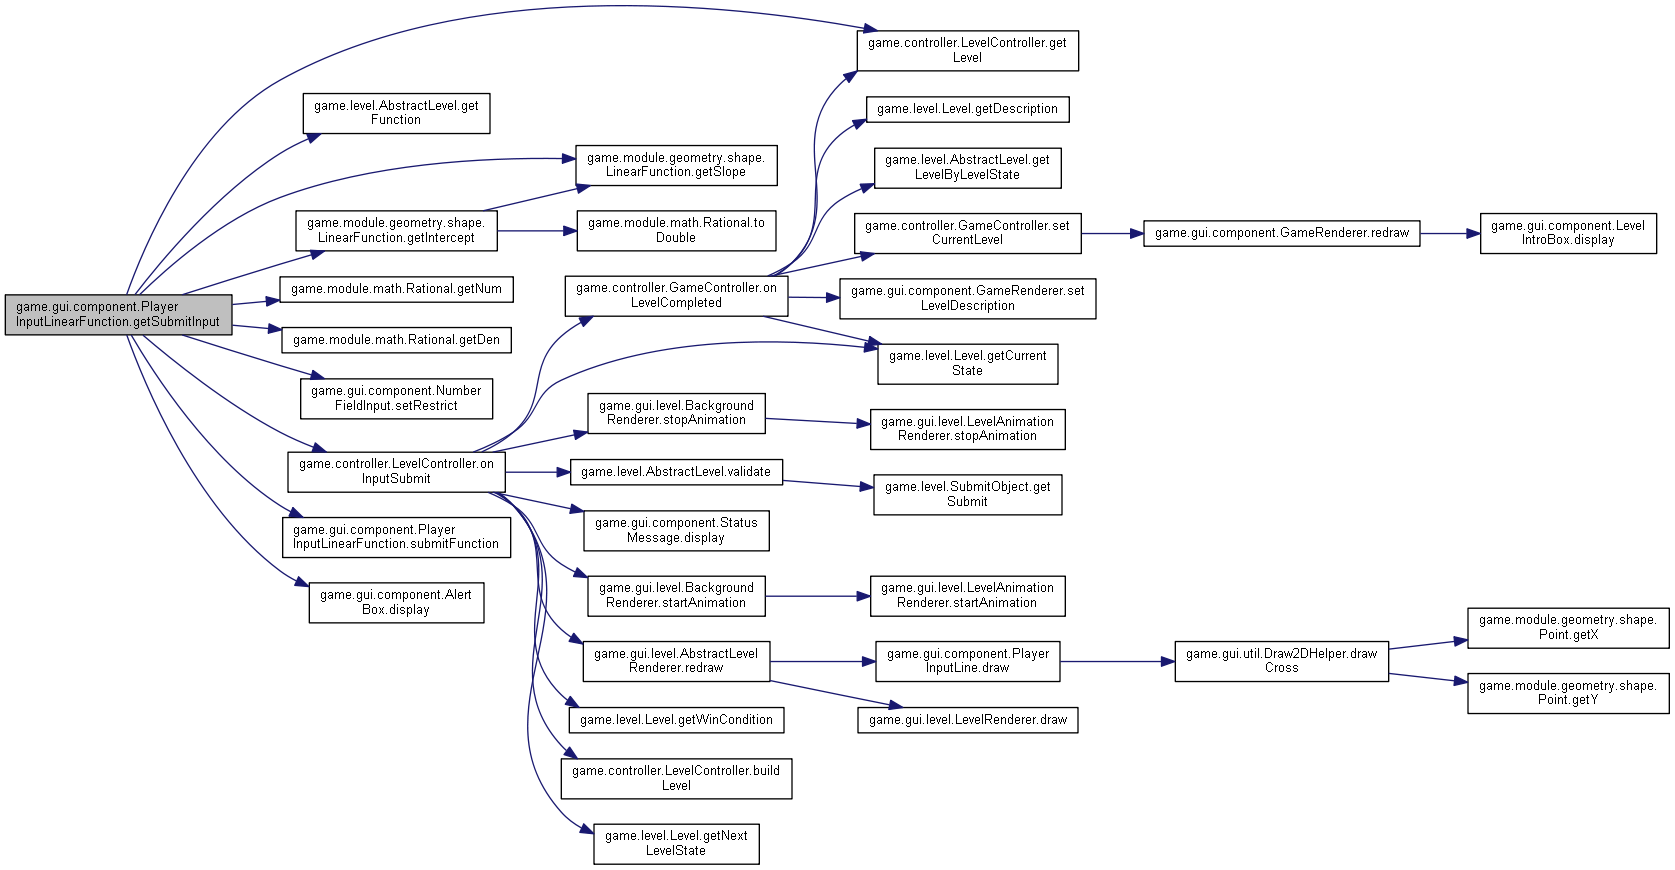 game.gui.component.Player
InputLinearFunction.getSubmitInput
game.level.AbstractLevel.get
Function
game.module.geometry.shape.
LinearFunction.getSlope
game.module.geometry.shape.
LinearFunction.getIntercept
game.module.math.Rational.to
Double
game.module.math.Rational.getNum
game.module.math.Rational.getDen
game.gui.component.Number
FieldInput.setRestrict
game.controller.LevelController.on
InputSubmit
game.gui.component.Player
InputLinearFunction.submitFunction
game.gui.component.Alert
Box.display
game.controller.GameController.on
LevelCompleted
game.gui.level.Background
Renderer.stopAnimation
game.level.AbstractLevel.validate
game.gui.component.Status
Message.display
game.gui.level.Background
Renderer.startAnimation
game.gui.level.AbstractLevel
Renderer.redraw
game.level.Level.getWinCondition
game.controller.LevelController.build
Level
game.level.Level.getNext
LevelState
game.controller.LevelController.get
Level
game.level.Level.getDescription
game.level.AbstractLevel.get
LevelByLevelState
game.controller.GameController.set
CurrentLevel
game.gui.component.GameRenderer.set
LevelDescription
game.level.Level.getCurrent
State
game.gui.level.LevelAnimation
Renderer.stopAnimation
game.level.SubmitObject.get
Submit
game.gui.level.LevelAnimation
Renderer.startAnimation
game.gui.component.Player
InputLine.draw
game.gui.level.LevelRenderer.draw
game.gui.component.GameRenderer.redraw
game.gui.component.Level
IntroBox.display
game.gui.util.Draw2DHelper.draw
Cross
game.module.geometry.shape.
Point.getX
game.module.geometry.shape.
Point.getY